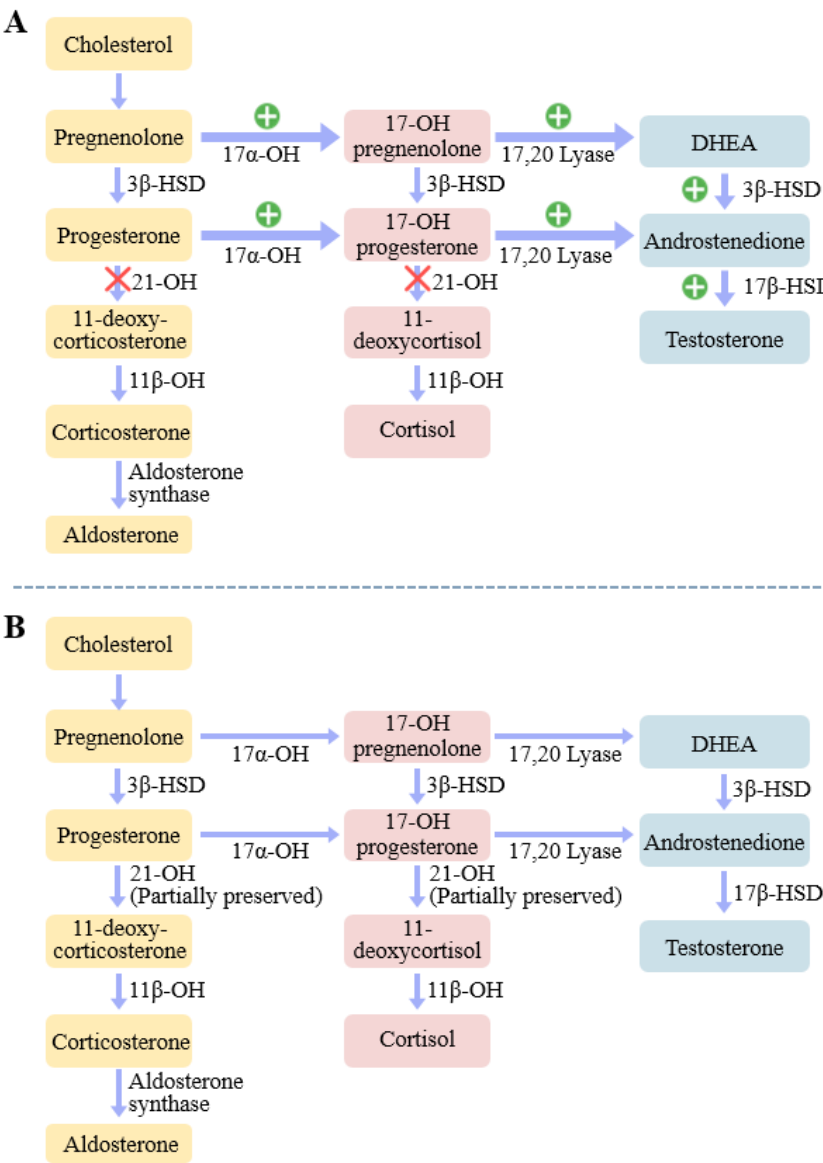 A
Cholesterol
Pregnenolone
17α-OH
17-OH
pregnenolone
17,20 Lyase
DHEA
3β-HSD
3β-HSD
3β-HSD
Progesterone
17α-OH
17-OH
progesterone
17,20 Lyase
Androstenedione
21-OH
21-OH
17β-HSI
11-deoxy-
corticosterone
11-
deoxycortisol
Testosterone
11β-OH
11β-OH
Corticosterone
Cortisol
Aldosterone
synthase
Aldosterone
B
Cholesterol
Pregnenolone
17α-OH
17-OH
pregnenolone
17,20 Lyase
DHEA
3β-HSD
3β-HSD
3β-HSD
Progesterone
17α-OH
17-OH
progesterone
17,20 Lyase
Androstenedione
21-OH
(Partially preserved)
21-OH
(Partially preserved)
17β-HSD
11-deoxy-
corticosterone
11-
deoxycortisol
Testosterone
11β-OH
11β-OH
Corticosterone
Cortisol
Aldosterone
synthase
Aldosterone